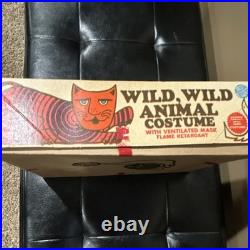 WILD, WILD
ANIMAL
COSTUME
WITH VENTILATED MASK
FLAME RETARDANT